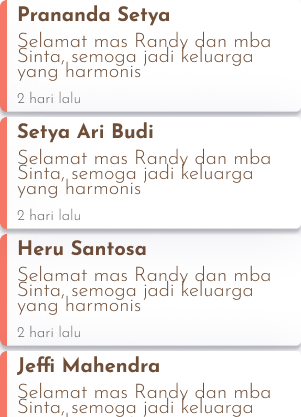 Prananda Setya
Selamat mas Randy dan mba
Sinta, semoga jadi keluarga
yang harmonis
2 hari lalu
Setya Ari Budi
Selamat mas Randy dan mba
Sinta, semoga jadi keluarga
yang harmonis
2 hari lalu
Heru Santosa
Selamat mas Randy dan mba
Sinta, semoga jadi keluarga
yang harmonis
2 hari lalu
Jeffi Mahendra
Selamat mas Randy dan mba
Sinta, semoga jadi keluarga